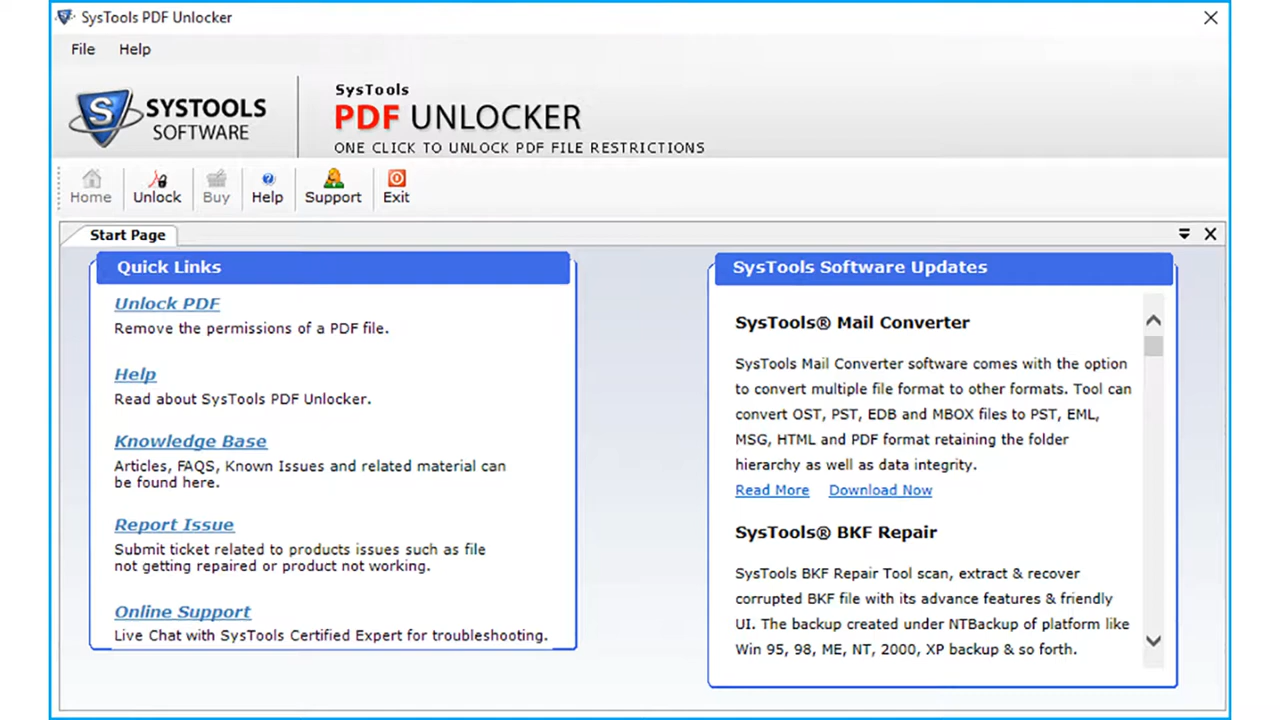 SysTools PDF Unlocker
File Help
SYSTOOLS
SOFTWARE
SysTools
PDF UNLOCKER
ONE CLICK TO UNLOCK PDF FILE RESTRICTIONS
Home Unlock Buy Help Support Exit
Start Page
Quick Links
Unlock PDF
Remove the permissions of a PDF file.
Help
Read about SysTools PDF Unlocker.
Knowledge Base
Articles, FAQS, Known Issues and related material can
be found here.
Report Issue
Submit ticket related to products issues such as file
not getting repaired or product not working.
Online Support
Live Chat with SysTools Certified Expert for troubleshooting.
SysTools Software Updates
SysTools® Mail Converter
SysTools Mail Converter software comes with the option
to convert multiple file format to other formats. Tool can
convert OST, PST, EDB and MBOX files to PST, EML,
MSG, HTML and PDF format retaining the folder
hierarchy as well as data integrity.
Read More Download Now
SysTools® BKF Repair
SysTools BKF Repair Tool scan, extract & recover
corrupted BKF file with its advance features & friendly
UI. The backup created under NTBackup of platform like
Win 95, 98, ME, NT, 2000, XP backup & so forth.